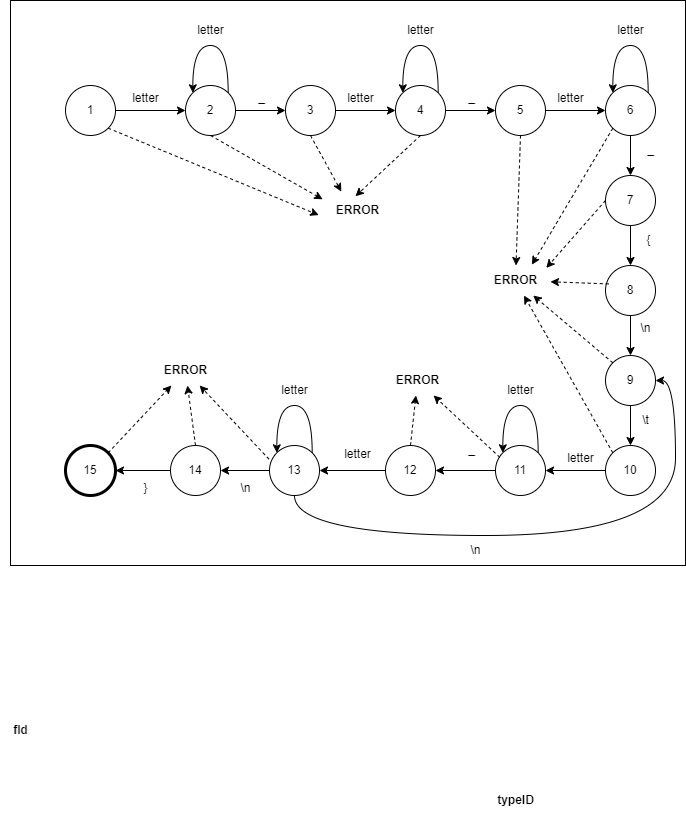 letter letter letter
1 letter 2 _ 3 letter 4 _ 5 letter 6
_
ERROR 7
{
ERROR 8
\n
ERROR ERROR 9
letter letter \t
15 } 14 \n 13 letter 12 _ 11 letter 10
\n
fld
typeID